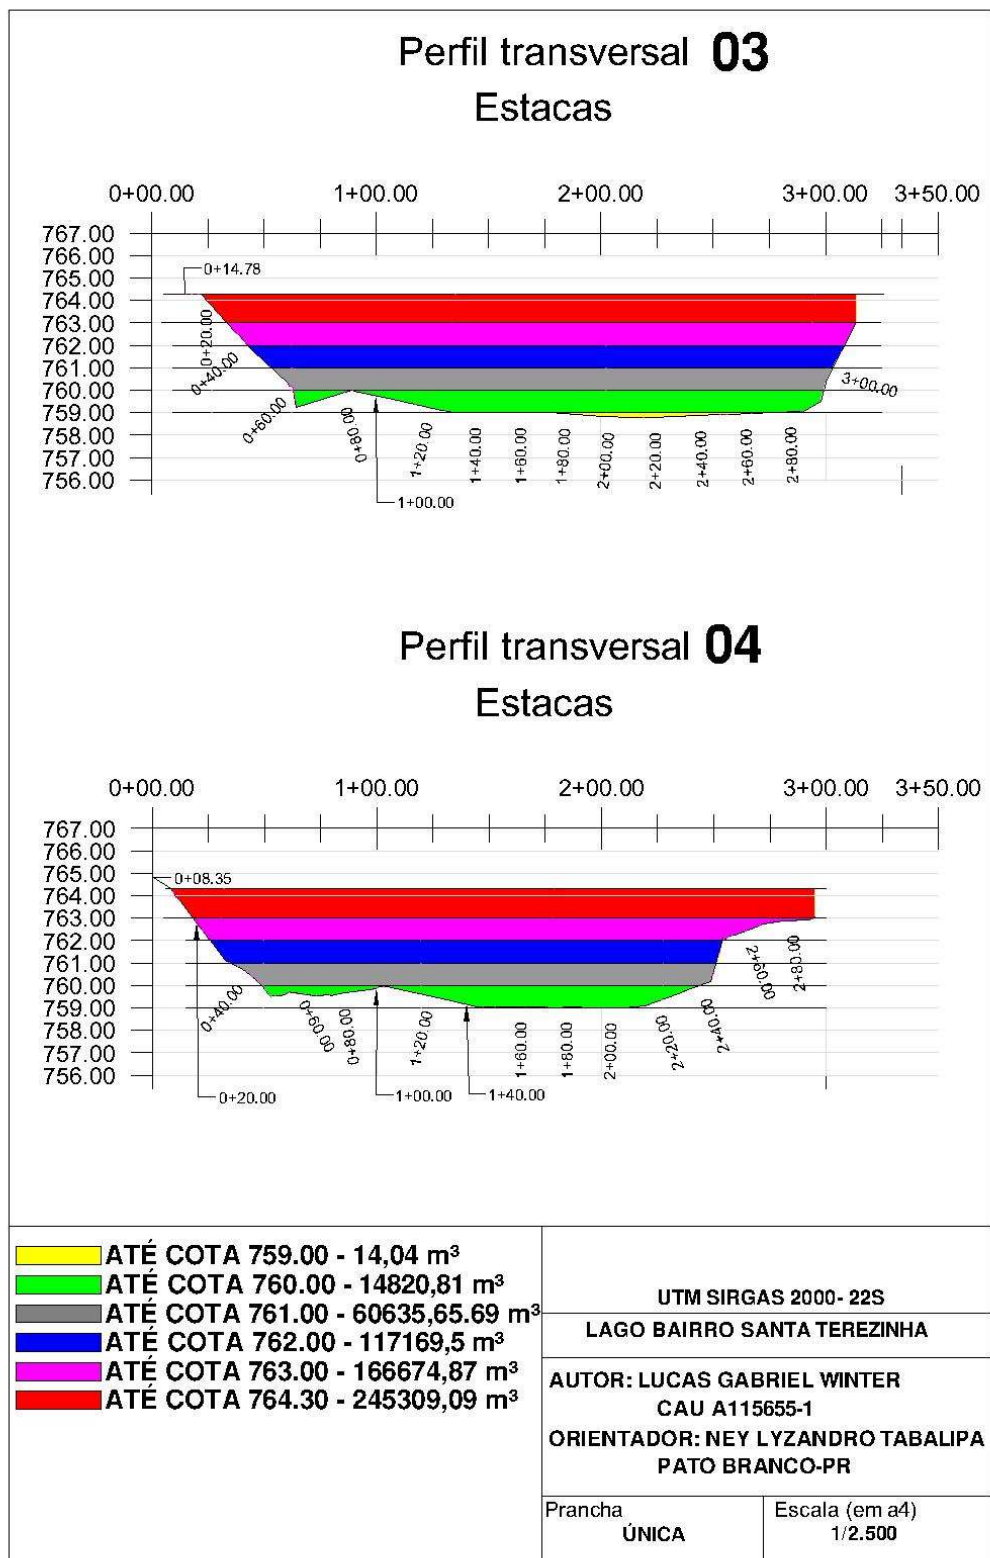 Perfil transversal 03
Estacas
0+00.00 1+00.00 2+00.00 3+00.00 3+50.00
767.00
766.00
765.00
764.00
763.00
762.00
761.00
760.00
759.00
758.00
757.00
756.00
0+14.78
0+20.00
0+40.00
0+60.00
0+80.00
1+00.00
1+20.00
1+40.00
1+60.00
1+80.00
2+00.00
2+20.00
2+40.00
2+60.00
2+80.00
3+00.00
Perfil transversal 04
Estacas
0+00.00 1+00.00 2+00.00 3+00.00 3+50.00
767.00
766.00
765.00
764.00
763.00
762.00
761.00
760.00
759.00
758.00
757.00
756.00
0+08.35
0+20.00
0+40.00
0+60.00
0+80.00
1+00.00
1+20.00
1+40.00
1+60.00
1+80.00
2+00.00
2+20.00
2+40.00
2+60.00
2+80.00
ATÉ COTA 759.00 - 14,04 m³
ATÉ COTA 760.00 - 14820,81 m³
ATÉ COTA 761.00 - 60635,65.69 m³
ATÉ COTA 762.00 - 117169,5 m³
ATÉ COTA 763.00 - 166674,87 m³
ATÉ COTA 764.30 - 245309,09 m³
UTM SIRGAS 2000- 22S
LAGO BAIRRO SANTA TEREZINHA
AUTOR: LUCAS GABRIEL WINTER
CAU A115655-1
ORIENTADOR: NEY LYZANDRO TABALIPA
PATO BRANCO-PR
Prancha
ÚNICA
Escala (em a4)
1/2.500